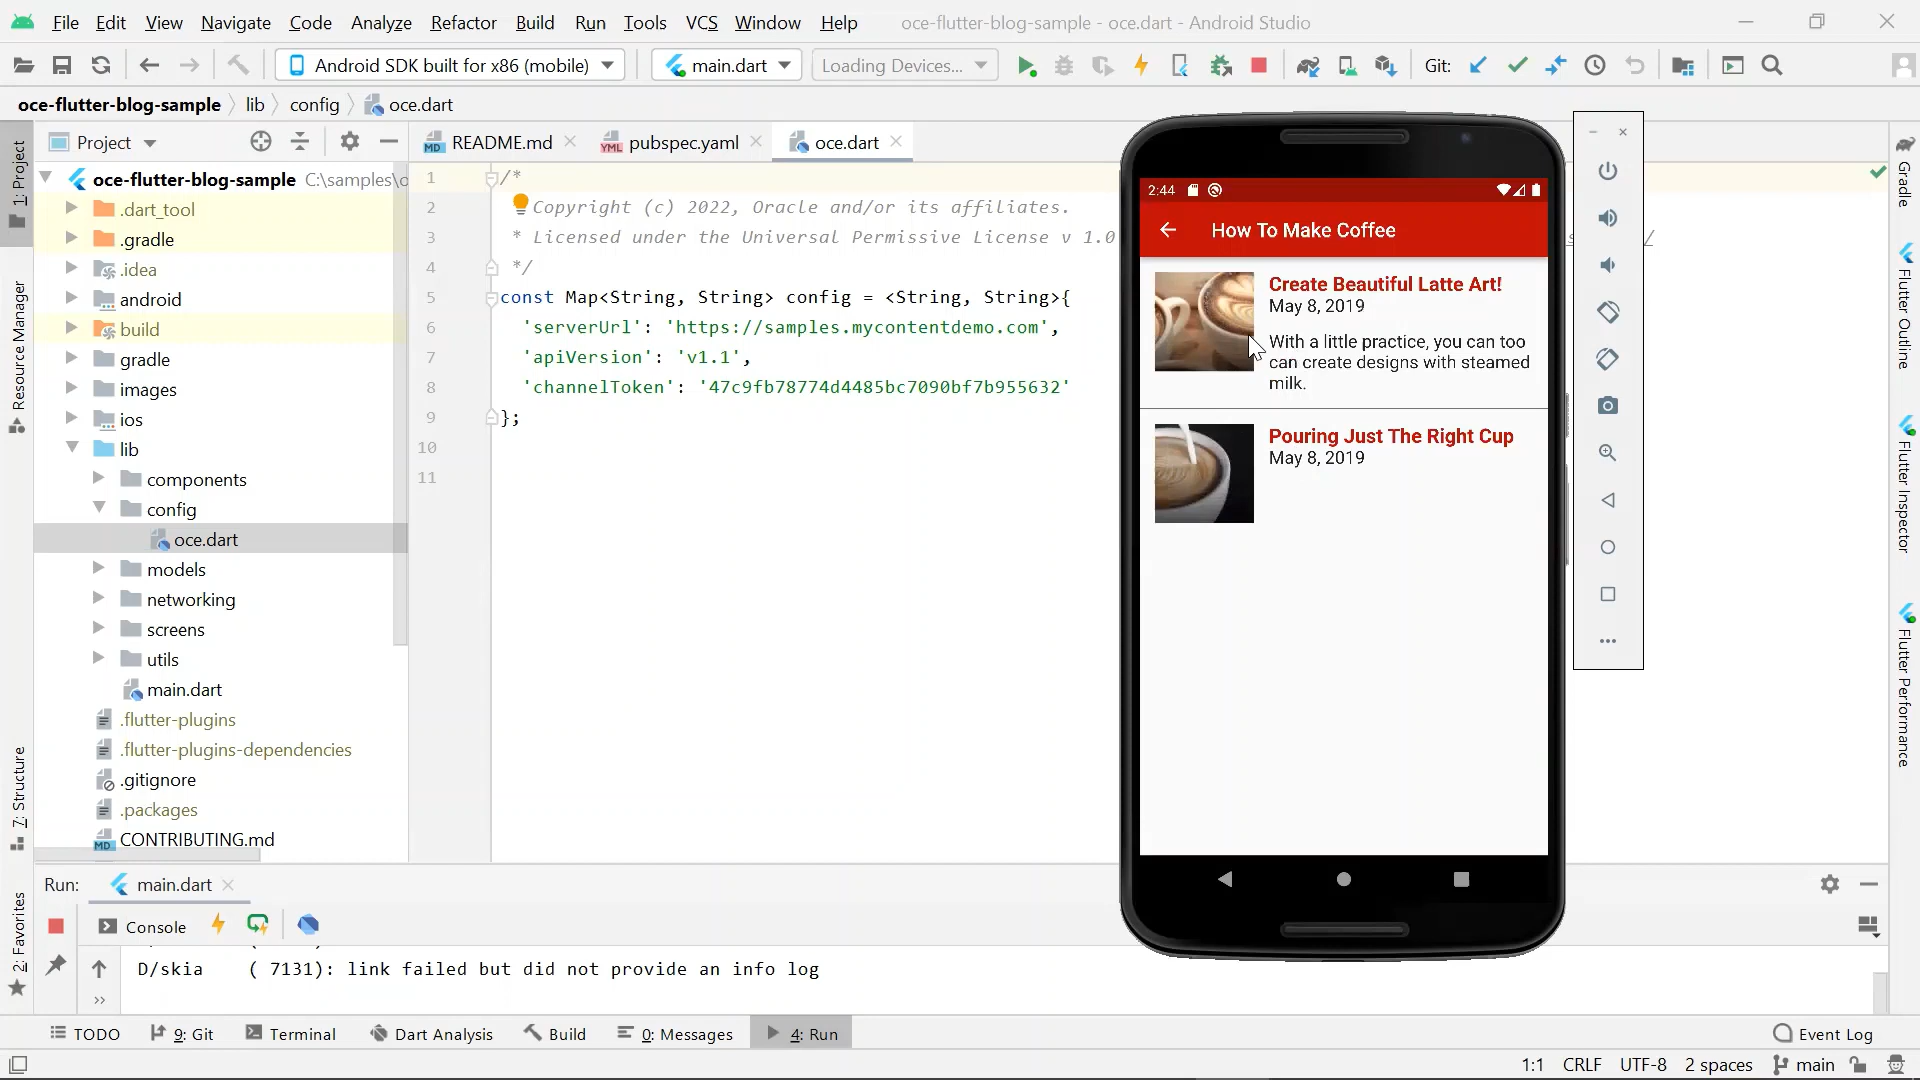 File Edit View Navigate Code Analyze Refactor Build Run Tools VCS Window Help oce-flutter-blog-sample - oce.dart - Android Studio
Android SDK built for x86 (mobile) main.dart Loading Devices... Git:
oce-flutter-blog-sample lib config oce.dart
Project
README.md pubspec.yaml oce.dart
1: Project
Resource Manager
7: Structure
2: Favorites
oce-flutter-blog-sample C:\samples\o
.dart_tool
.gradle
.idea
android
build
gradle
images
ios
lib
components
config
oce.dart
models
networking
screens
utils
main.dart
.flutter-plugins
.flutter-plugins-dependencies
.gitignore
.packages
CONTRIBUTING.md
1 /*
2 Copyright (c) 2022, Oracle and/or its affiliates.
3 * Licensed under the Universal Permissive License v 1.0
4 */
5 const Map<String, String> config = <String, String>{
6 'serverUrl': 'https://samples.mycontentdemo.com',
7 'apiVersion': 'v1.1',
8 'channelToken': '47c9fb78774d4485bc7090bf7b955632'
9 };
10
11
2:44
How To Make Coffee
Create Beautiful Latte Art!
May 8, 2019
With a little practice, you can too
can create designs with steamed
milk.
Pouring Just The Right Cup
May 8, 2019
Gradle
Flutter Outline
Flutter Inspector
Flutter Performance
Run: main.dart
Console
D/skia ( 7131): link failed but did not provide an info log
TODO 9: Git Terminal Dart Analysis Build 0: Messages 4: Run Event Log
1:1 CRLF UTF-8 2 spaces main